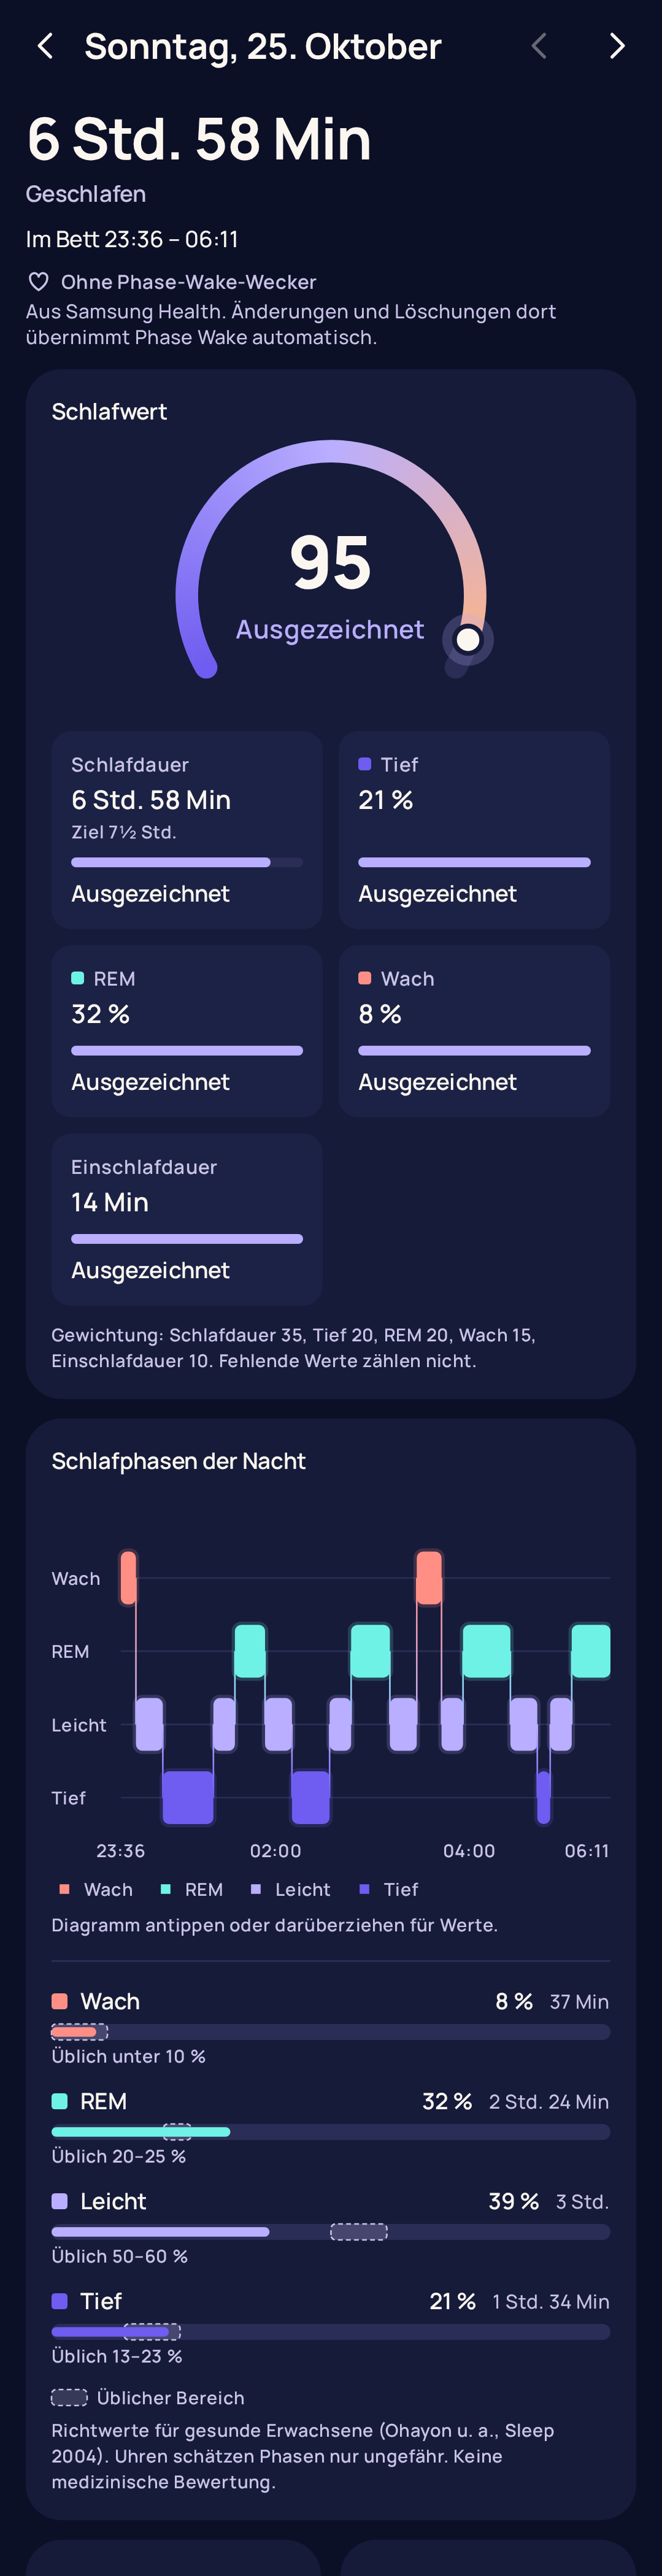 Sonntag, 25. Oktober
6 Std. 58 Min
Geschlafen
Im Bett 23:36 – 06:11
Ohne Phase-Wake-Wecker
Aus Samsung Health. Änderungen und Löschungen dort
übernimmt Phase Wake automatisch.
Schlafwert
95
Ausgezeichnet
Schlafdauer
6 Std. 58 Min
Ziel 7½ Std.
Ausgezeichnet
Tief
21 %
Ausgezeichnet
REM
32 %
Ausgezeichnet
Wach
8 %
Ausgezeichnet
Einschlafdauer
14 Min
Ausgezeichnet
Gewichtung: Schlafdauer 35, Tief 20, REM 20, Wach 15,
Einschlafdauer 10. Fehlende Werte zählen nicht.
Schlafphasen der Nacht
Wach
REM
Leicht
Tief
23:36 02:00 04:00 06:11
Wach REM Leicht Tief
Diagramm antippen oder darüberziehen für Werte.
Wach 8 % 37 Min
Üblich unter 10 %
REM 32 % 2 Std. 24 Min
Üblich 20–25 %
Leicht 39 % 3 Std.
Üblich 50–60 %
Tief 21 % 1 Std. 34 Min
Üblich 13–23 %
Üblicher Bereich
Richtwerte für gesunde Erwachsene (Ohayon u. a., Sleep
2004). Uhren schätzen Phasen nur ungefähr. Keine
medizinische Bewertung.